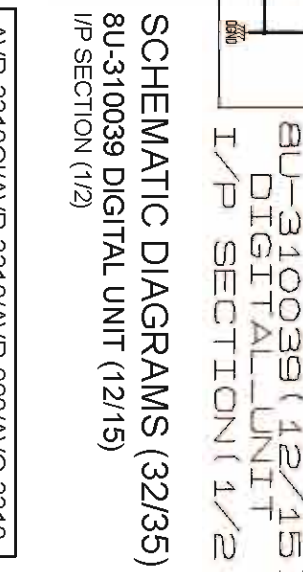 DGND
8U-310039(12/15)
DIGITAL_UNIT
I/P SECTION(1/2
SCHEMATIC DIAGRAMS (32/35)
8U-310039 DIGITAL UNIT (12/15)
I/P SECTION (1/2)